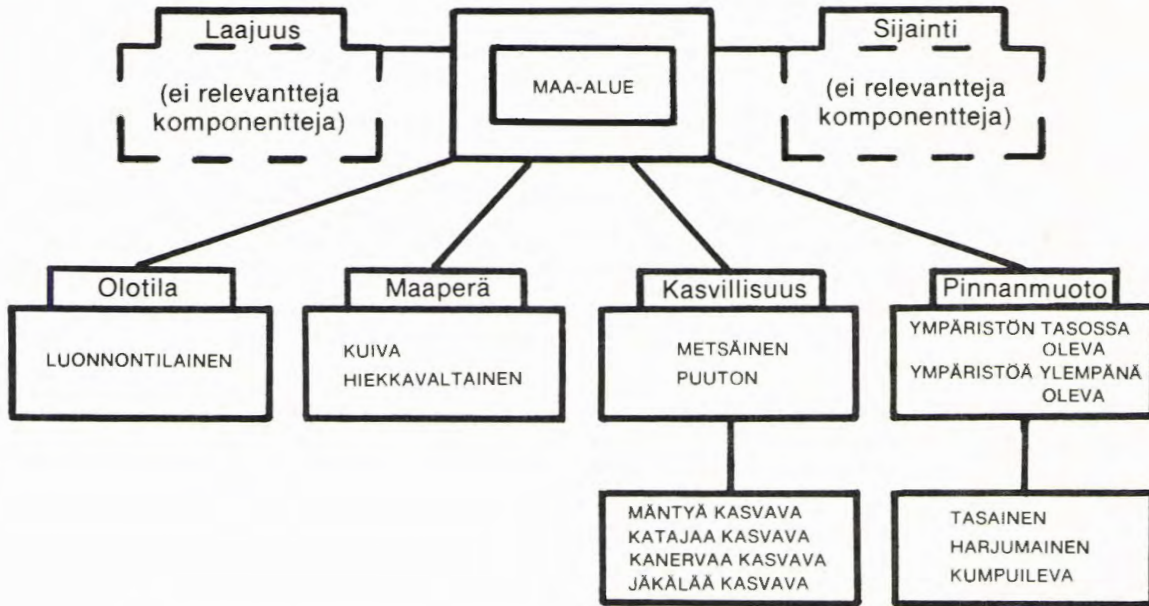 Laajuus
(ei relevantteja
komponentteja)
MAA-ALUE
Sijainti
(ei relevantteja
komponentteja)
Olotila
LUONNONTILAINEN
Maaperä
KUIVA
HIEKKAVALTAINEN
Kasvillisuus
METSÄINEN
PUUTON
Pinnanmuoto
YMPÄRISTÖN TASOSSA
OLEVA
YMPÄRISTÖÄ YLEMPÄNÄ
OLEVA
MÄNTYÄ KASVAVA
KATAJAA KASVAVA
KANERVAA KASVAVA
JÄKÄLÄÄ KASVAVA
TASAINEN
HARJUMAINEN
KUMPUILEVA